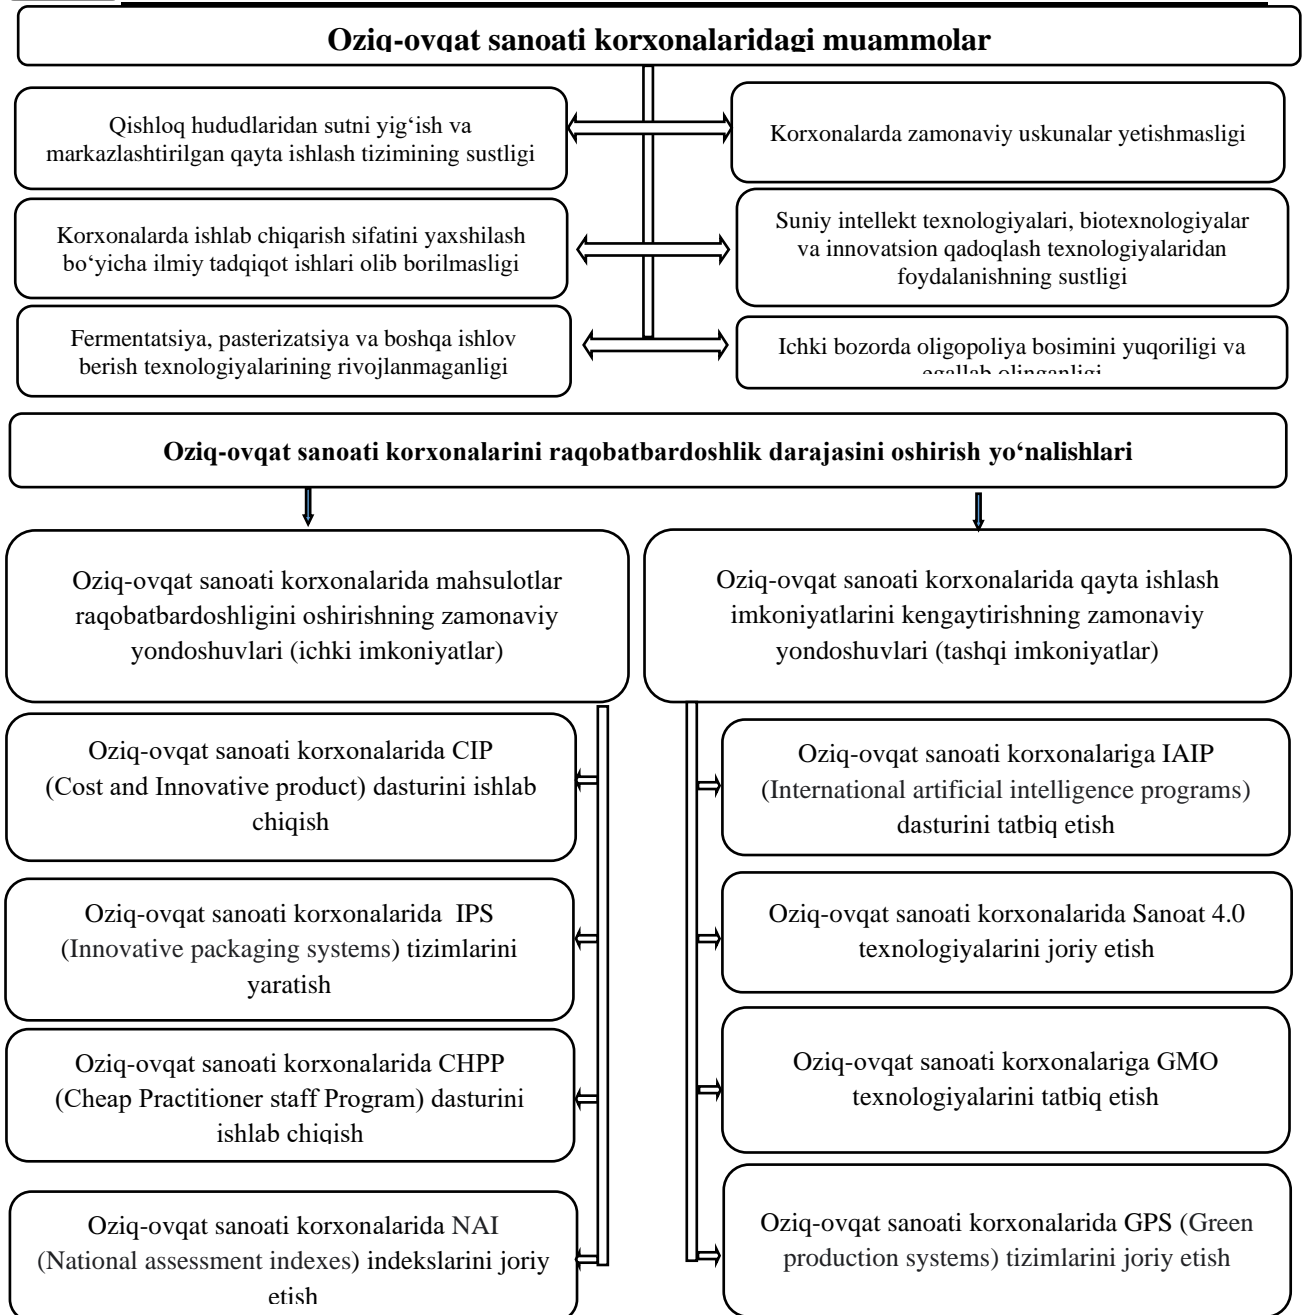 Oziq-ovqat sanoati korxonalaridagi muammolar
Qishloq hududlaridan sutni yig‘ish va
markazlashtirilgan qayta ishlash tizimining sustligi
Korxonalarda zamonaviy uskunalar yetishmasligi
Korxonalarda ishlab chiqarish sifatini yaxshilash
bo‘yicha ilmiy tadqiqot ishlari olib borilmasligi
Suniy intellekt texnologiyalari, biotexnologiyalar
va innovatsion qadoqlash texnologiyalaridan
foydalanishning sustligi
Fermentatsiya, pasterizatsiya va boshqa ishlov
berish texnologiyalarining rivojlanmaganligi
Ichki bozorda oligopoliya bosimini yuqoriligi va
egallab olinganligi
Oziq-ovqat sanoati korxonalarini raqobatbardoshlik darajasini oshirish yo‘nalishlari
Oziq-ovqat sanoati korxonalarida mahsulotlar
raqobatbardoshligini oshirishning zamonaviy
yondoshuvlari (ichki imkoniyatlar)
Oziq-ovqat sanoati korxonalarida qayta ishlash
imkoniyatlarini kengaytirishning zamonaviy
yondoshuvlari (tashqi imkoniyatlar)
Oziq-ovqat sanoati korxonalarida CIP
(Cost and Innovative product) dasturini ishlab
chiqish
Oziq-ovqat sanoati korxonalarida IPS
(Innovative packaging systems) tizimlarini
yaratish
Oziq-ovqat sanoati korxonalarida CHPP
(Cheap Practitioner staff Program) dasturini
ishlab chiqish
Oziq-ovqat sanoati korxonalarida NAI
(National assessment indexes) indekslarini joriy
etish
Oziq-ovqat sanoati korxonalariga IAIP
(International artificial intelligence programs)
dasturini tatbiq etish
Oziq-ovqat sanoati korxonalarida Sanoat 4.0
texnologiyalarini joriy etish
Oziq-ovqat sanoati korxonalariga GMO
texnologiyalarini tatbiq etish
Oziq-ovqat sanoati korxonalarida GPS (Green
production systems) tizimlarini joriy etish